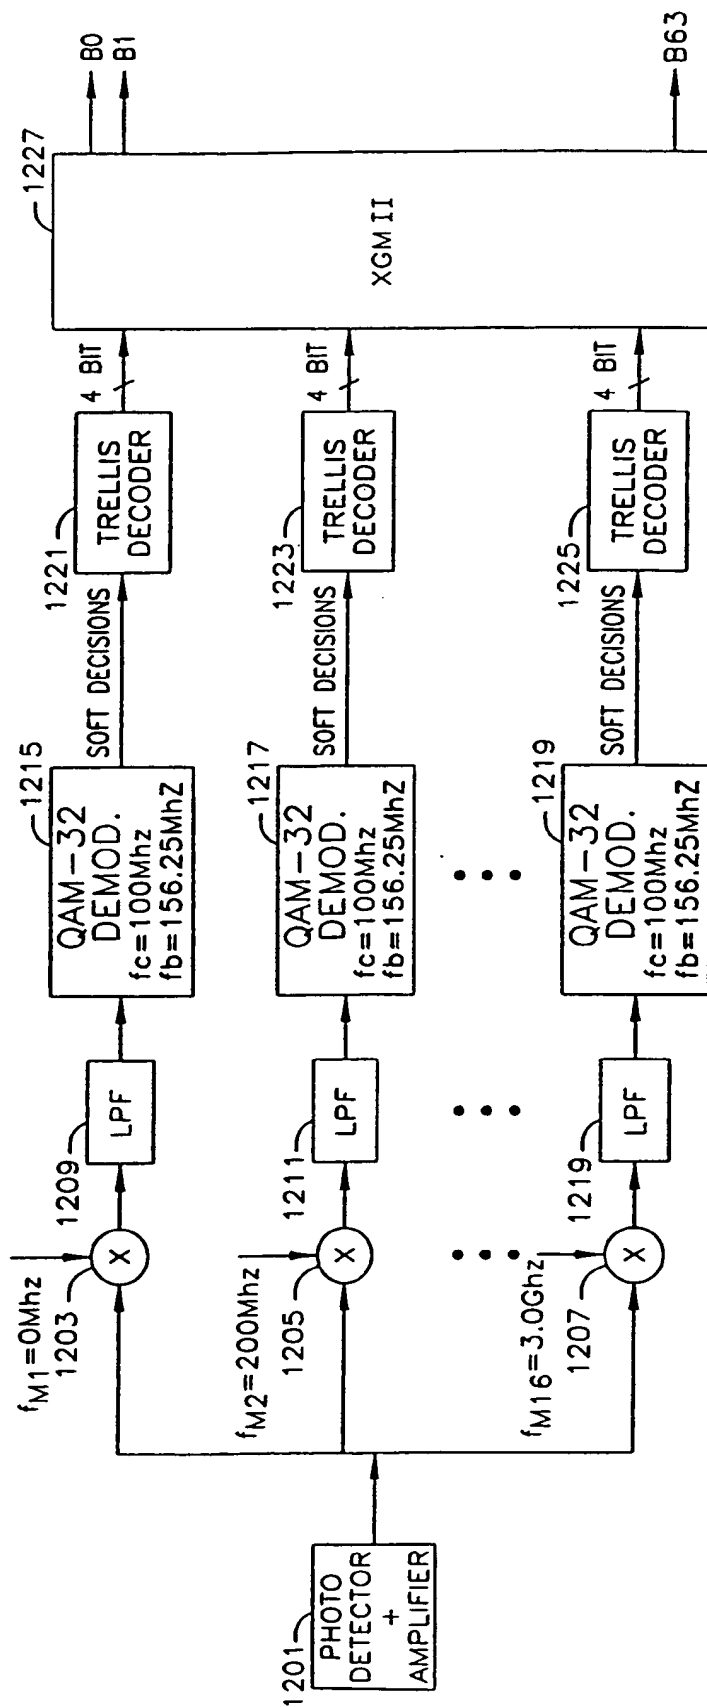 1201
PHOTO
DETECTOR
+
AMPLIFIER
fM1=0Mhz
1203
X
1209
LPF
1215
QAM-32
DEMOD.
fc=100Mhz
fb=156.25MhZ
SOFT DECISIONS
1221
TRELLIS
DECODER
4 BIT
fM2=200Mhz
1205
X
1211
LPF
1217
QAM-32
DEMOD.
fc=100Mhz
fb=156.25MhZ
SOFT DECISIONS
1223
TRELLIS
DECODER
4 BIT
fM16=3.0Ghz
1207
X
1219
LPF
1219
QAM-32
DEMOD.
fc=100Mhz
fb=156.25MhZ
SOFT DECISIONS
1225
TRELLIS
DECODER
4 BIT
1227
XGM II
B0
B1
B63